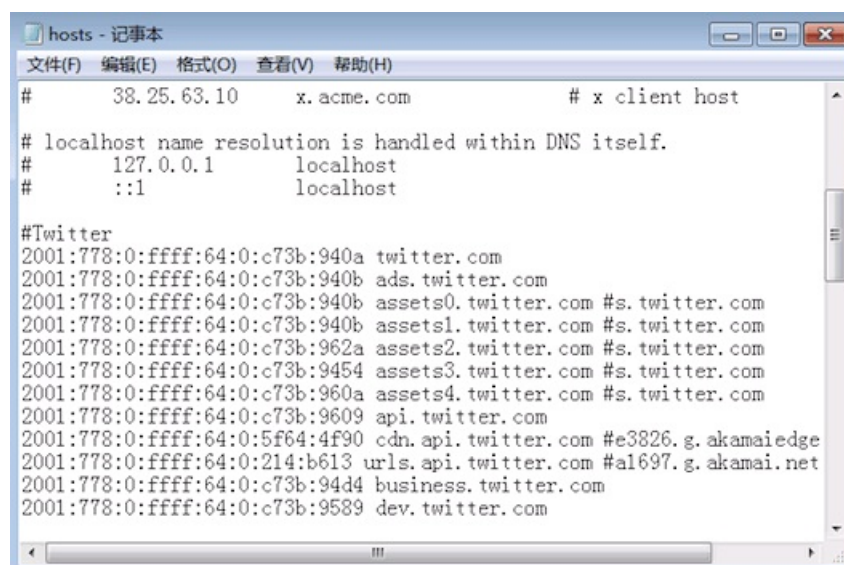 hosts - 记事本
文件(F) 编辑(E) 格式(O) 查看(V) 帮助(H)
# 38.25.63.10 x.acme.com # x client host
# localhost name resolution is handled within DNS itself.
# 127.0.0.1 localhost
# ::1 localhost
#Twitter
2001:778:0:ffff:64:0:c73b:940a twitter.com
2001:778:0:ffff:64:0:c73b:940b ads.twitter.com
2001:778:0:ffff:64:0:c73b:940b assets0.twitter.com #s.twitter.com
2001:778:0:ffff:64:0:c73b:940b assets1.twitter.com #s.twitter.com
2001:778:0:ffff:64:0:c73b:962a assets2.twitter.com #s.twitter.com
2001:778:0:ffff:64:0:c73b:9454 assets3.twitter.com #s.twitter.com
2001:778:0:ffff:64:0:c73b:960a assets4.twitter.com #s.twitter.com
2001:778:0:ffff:64:0:c73b:9609 api.twitter.com
2001:778:0:ffff:64:0:5f64:4f90 cdn.api.twitter.com #e3826.g.akamaiedge
2001:778:0:ffff:64:0:214:b613 urls.api.twitter.com #a1697.g.akamai.net
2001:778:0:ffff:64:0:c73b:94d4 business.twitter.com
2001:778:0:ffff:64:0:c73b:9589 dev.twitter.com